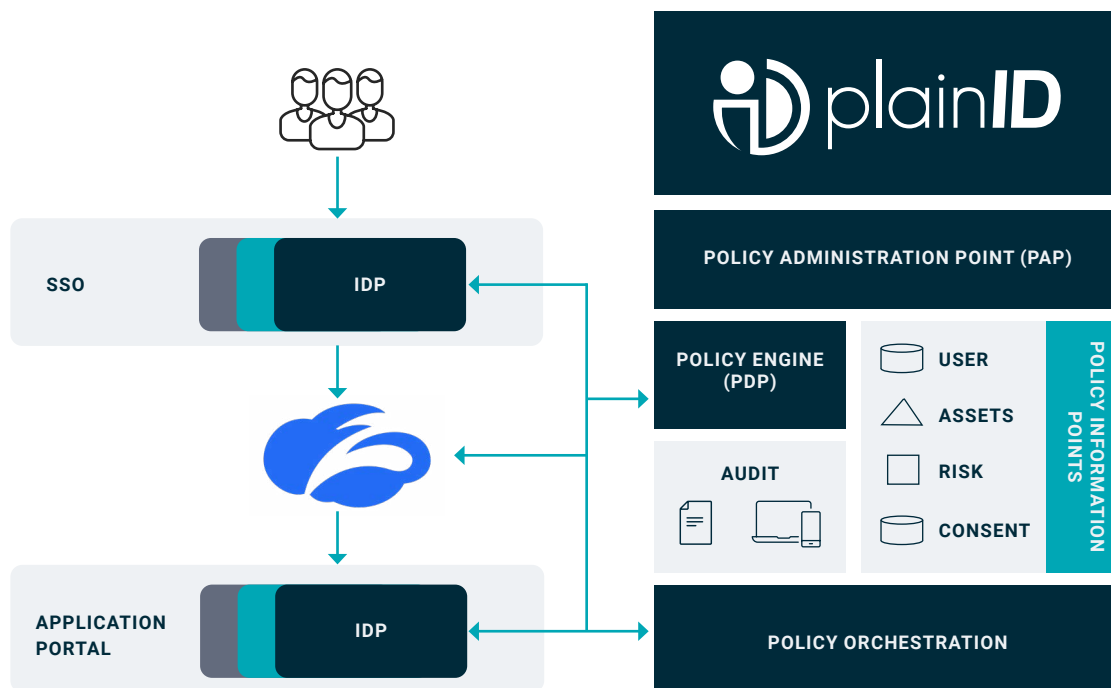 plainID
POLICY ADMINISTRATION POINT (PAP)
SSO
IDP
POLICY ENGINE
(PDP)
USER
ASSETS
RISK
CONSENT
POLICY INFORMATION
POINTS
AUDIT
APPLICATION
PORTAL
IDP
POLICY ORCHESTRATION